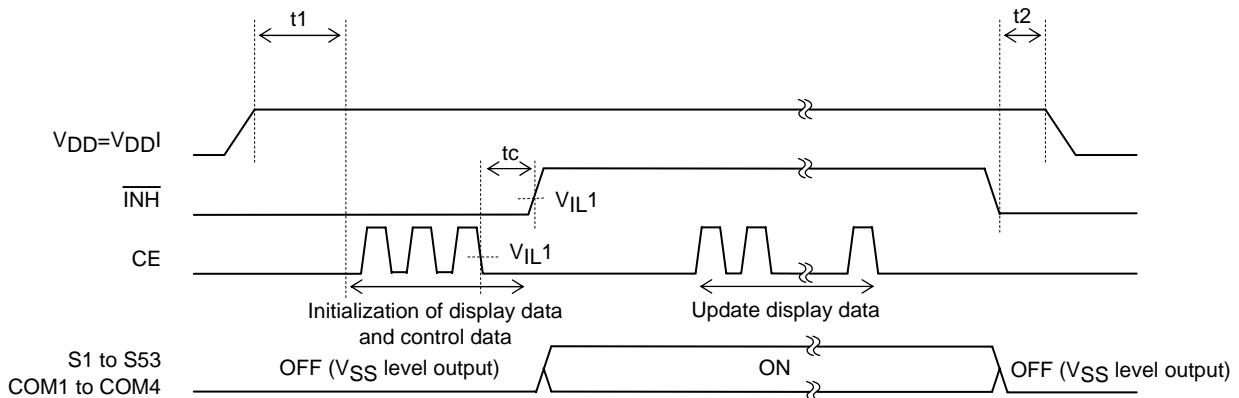 t1
t2
VDD=VDDI
tc
INH
VIL1
CE
VIL1
Initialization of display data
and control data
Update display data
S1 to S53
COM1 to COM4
OFF (VSS level output)
ON
OFF (VSS level output)